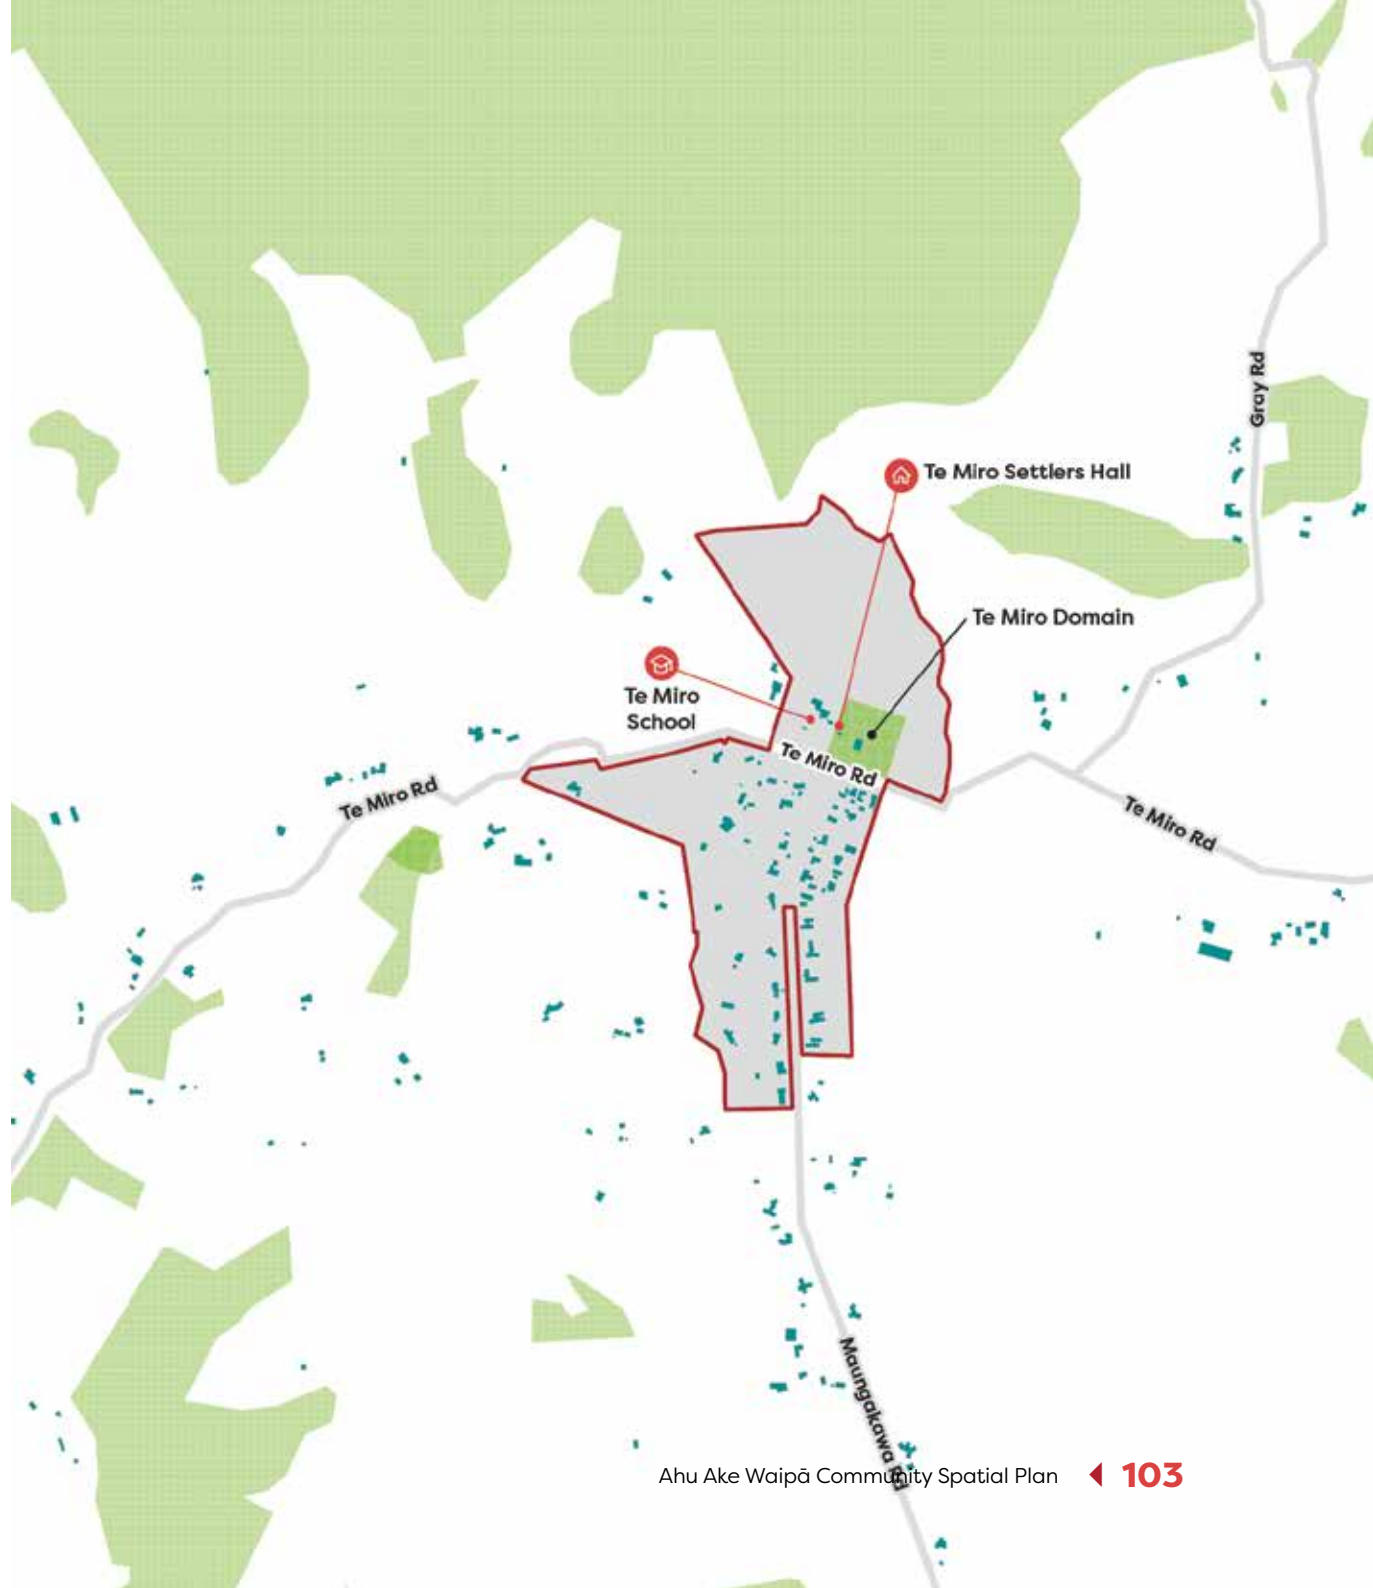 Gray Rd
Te Miro Settlers Hall
Te Miro Domain
Te Miro
School
Te Miro Rd
Te Miro Rd
Te Miro Rd
Maungakawa Rd
Ahu Ake Waipā Community Spatial Plan
103